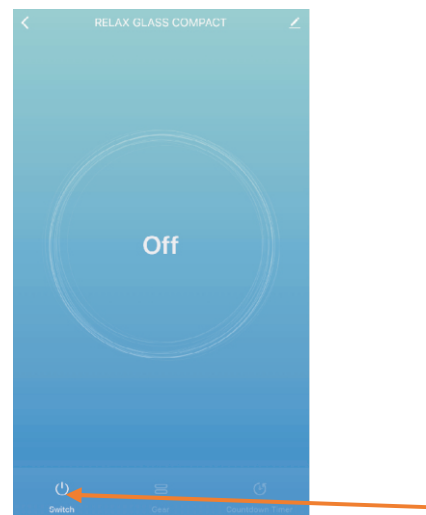 RELAX GLASS COMPACT
Off
Switch
Gear
Countdown Timer